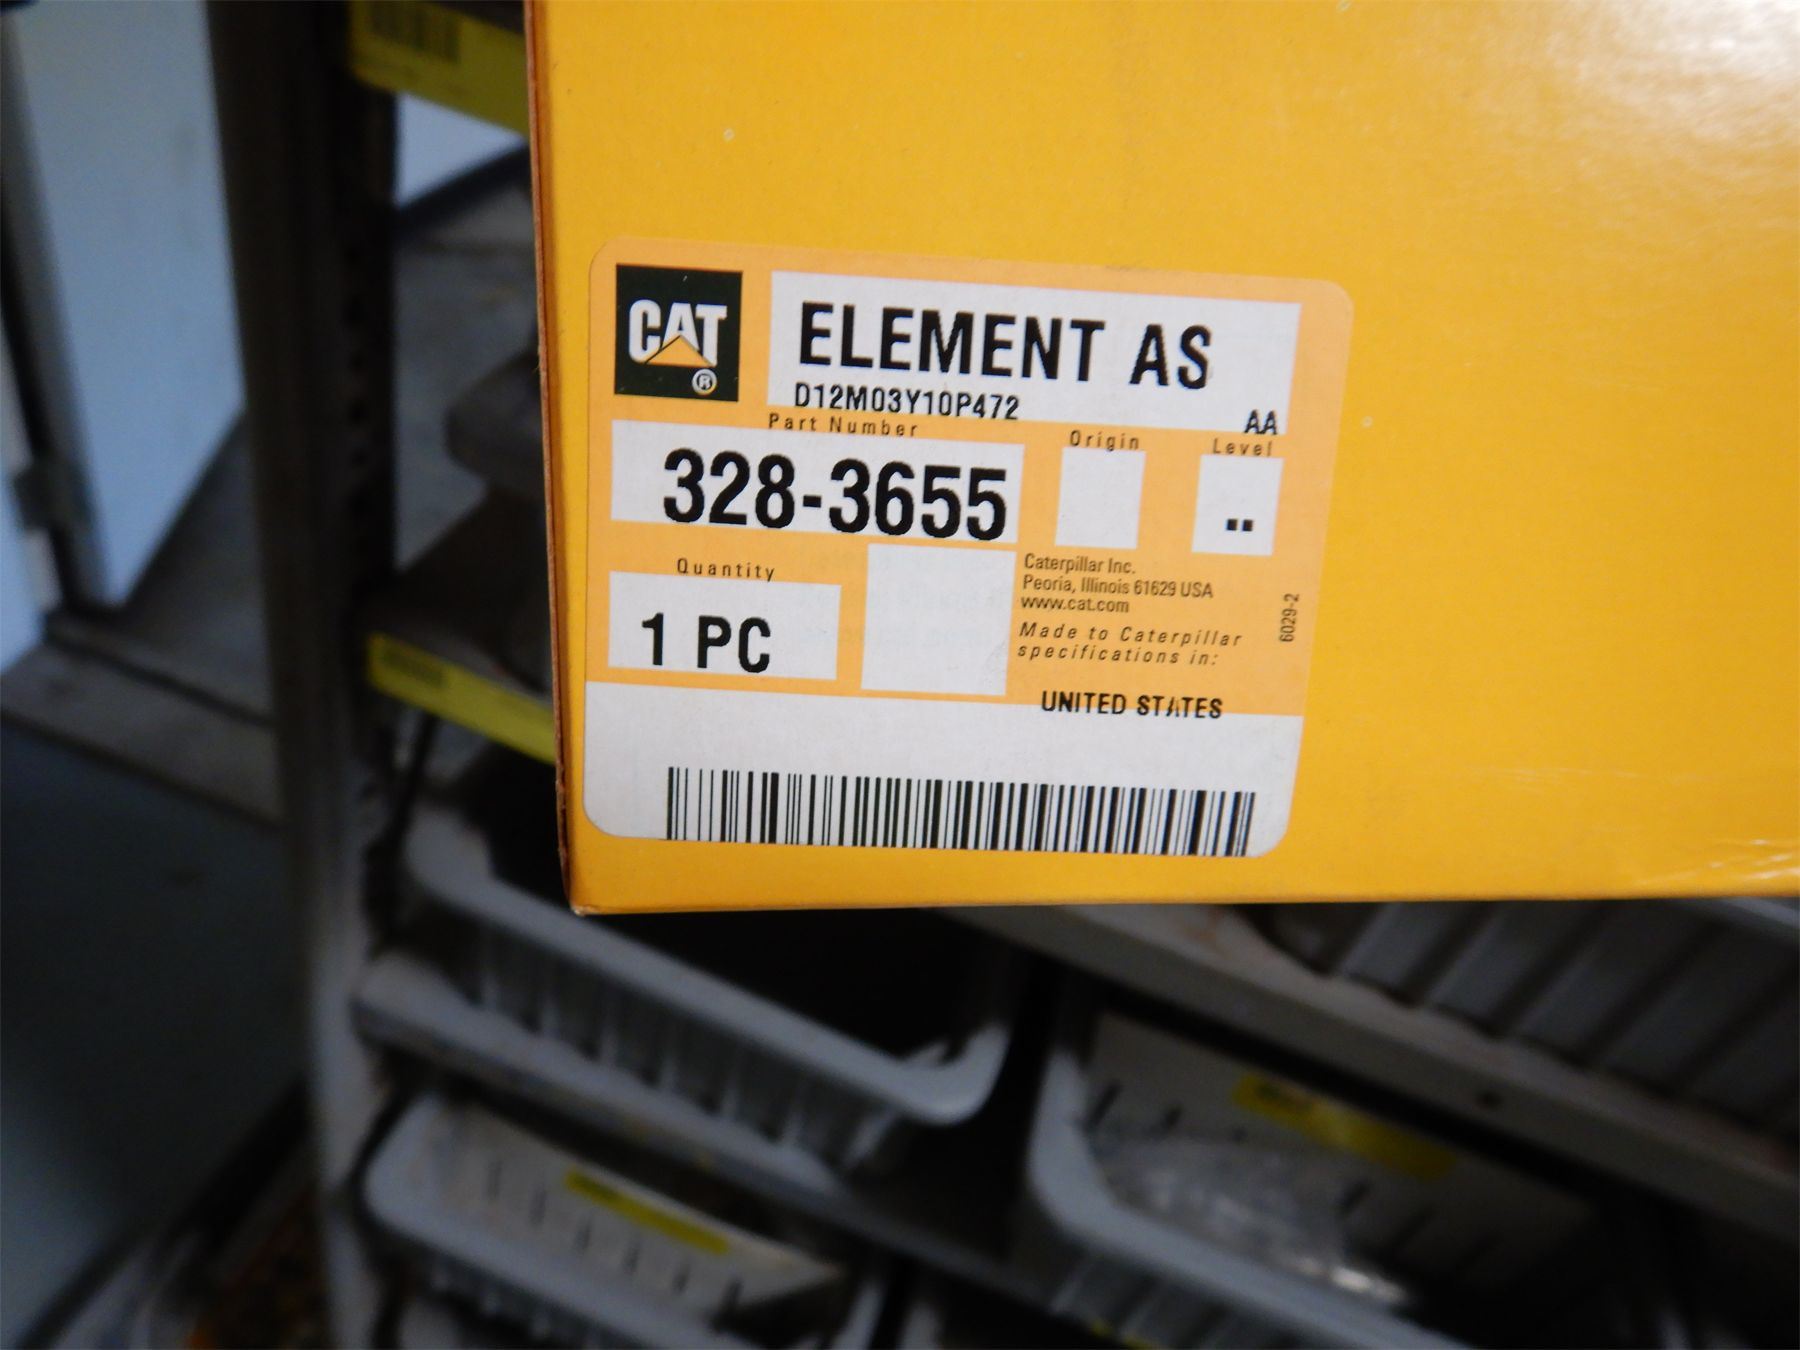 CAT
®
ELEMENT AS
D12M03Y10P472
AA
Part Number
Origin
Level
328-3655
--
Quantity
1 PC
Caterpillar Inc.
Peoria, Illinois 61629 USA
www.cat.com
Made to Caterpillar
specifications in:
6029-2
UNITED STATES